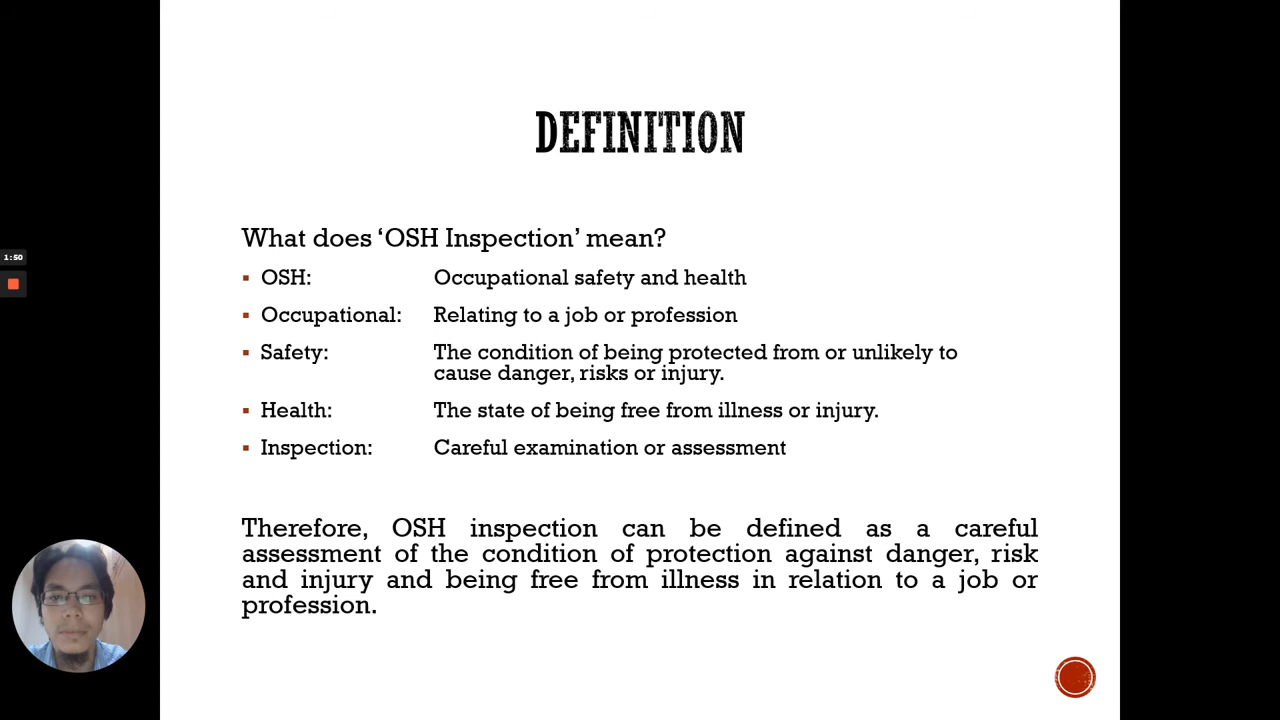 DEFINITION
What does ‘OSH Inspection’ mean?
▪ OSH: Occupational safety and health
▪ Occupational: Relating to a job or profession
▪ Safety: The condition of being protected from or unlikely to
cause danger, risks or injury.
▪ Health: The state of being free from illness or injury.
▪ Inspection: Careful examination or assessment
Therefore, OSH inspection can be defined as a careful
assessment of the condition of protection against danger, risk
and injury and being free from illness in relation to a job or
profession.
1:50